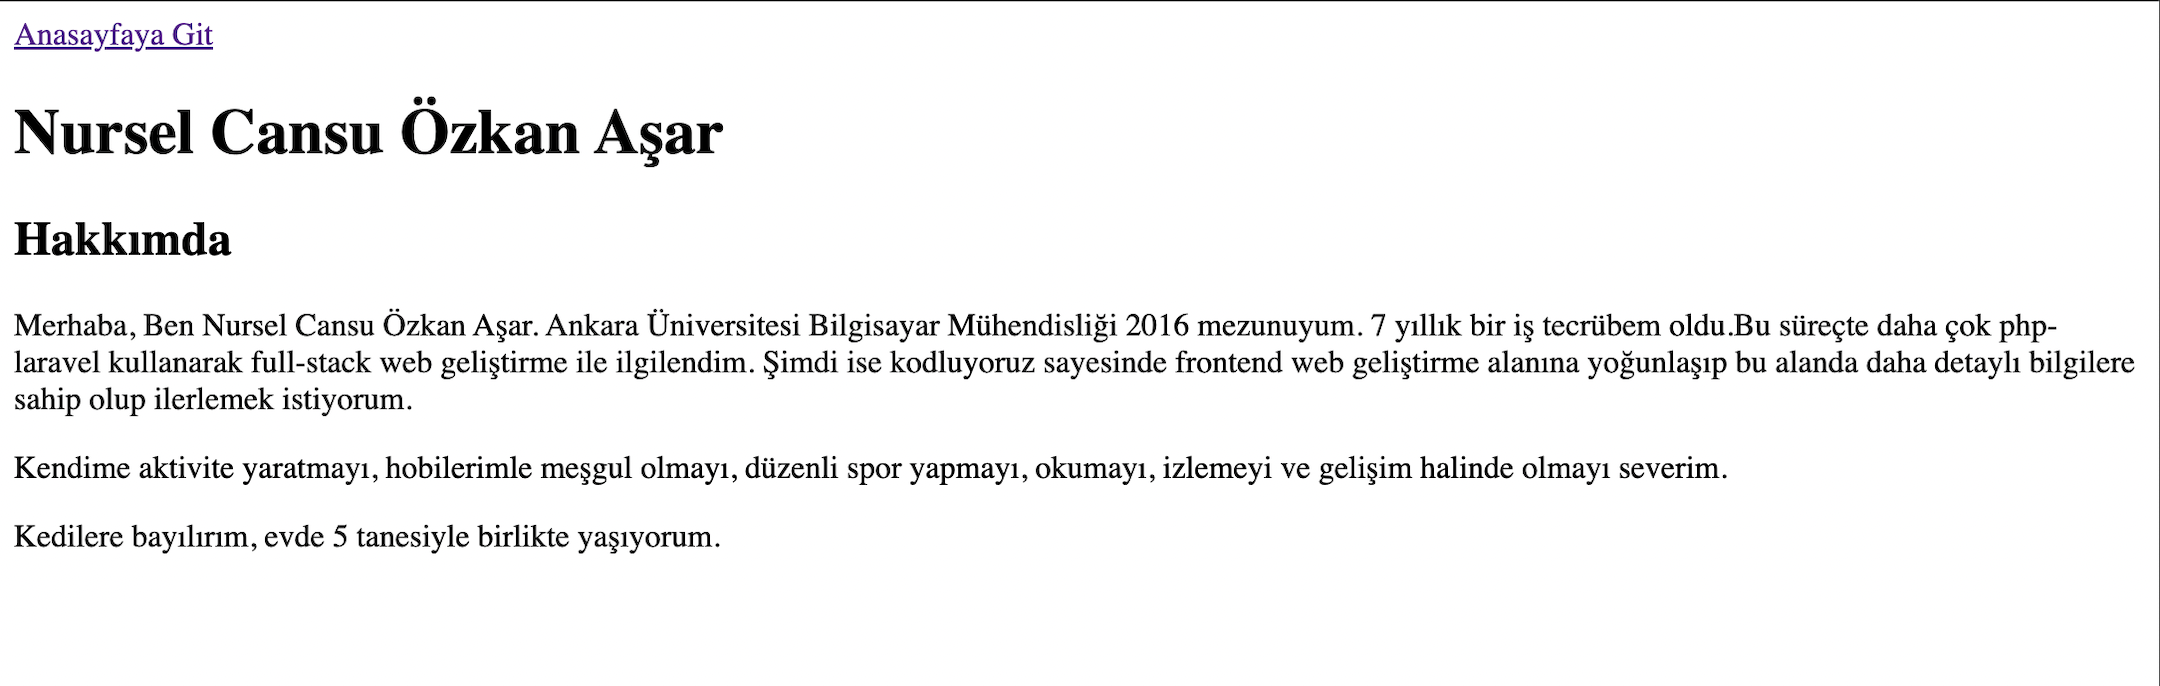 Anasayfaya Git
Nursel Cansu Özkan Aşar
Hakkımda
Merhaba, Ben Nursel Cansu Özkan Aşar. Ankara Üniversitesi Bilgisayar Mühendisliği 2016 mezunuyum. 7 yıllık bir iş tecrübem oldu.Bu süreçte daha çok php-
laravel kullanarak full-stack web geliştirme ile ilgilendim. Şimdi ise kodluyoruz sayesinde frontend web geliştirme alanına yoğunlaşıp bu alanda daha detaylı bilgilere
sahip olup ilerlemek istiyorum.
Kendime aktivite yaratmayı, hobilerimle meşgul olmayı, düzenli spor yapmayı, okumayı, izlemeyi ve gelişim halinde olmayı severim.
Kedilere bayılırım, evde 5 tanesiyle birlikte yaşıyorum.